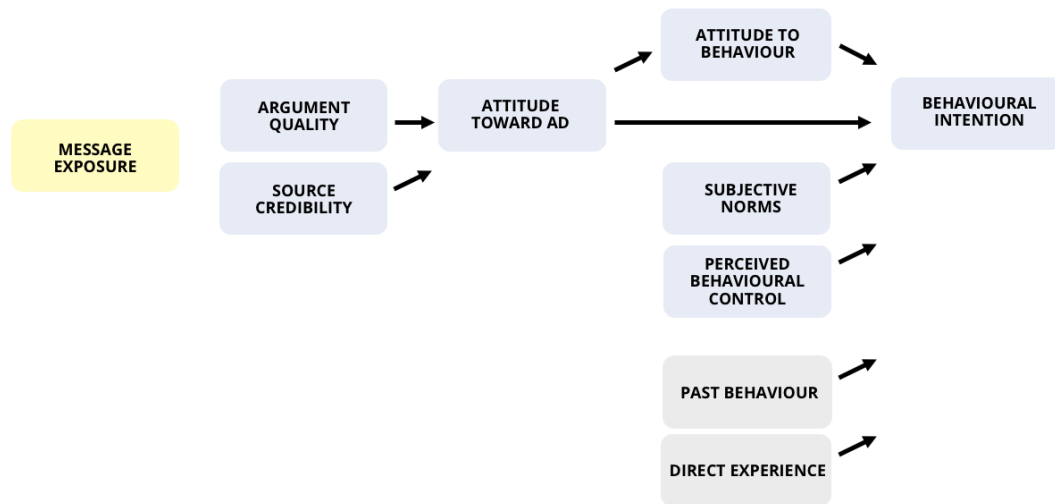 MESSAGE
EXPOSURE
ARGUMENT
QUALITY
SOURCE
CREDIBILITY
ATTITUDE
TOWARD AD
ATTITUDE TO
BEHAVIOUR
SUBJECTIVE
NORMS
PERCEIVED
BEHAVIOURAL
CONTROL
PAST BEHAVIOUR
DIRECT EXPERIENCE
BEHAVIOURAL
INTENTION